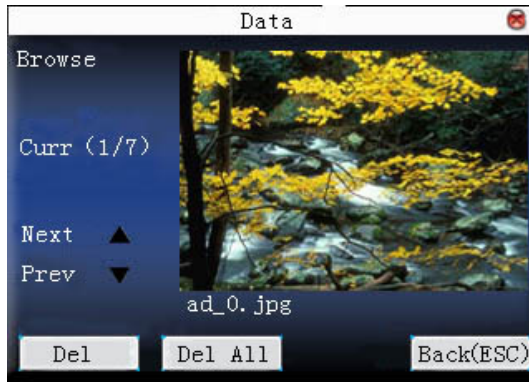 Data
Browse
Curr (1/7)
Next ▲
Prev ▼
ad_0.jpg
Del Del All Back(ESC)